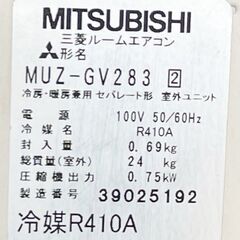 MITSUBISHI
三菱ルームエアコン
形名
MUZ-GV283 2
冷房・暖房兼用 セパレート形 室外ユニット
電源 100V 50/60Hz
冷媒名 R410A
封入量 0.69kg
総質量(室外) 24 kg
圧縮機出力 0.75kW
製造番号 39025192
冷媒R410A